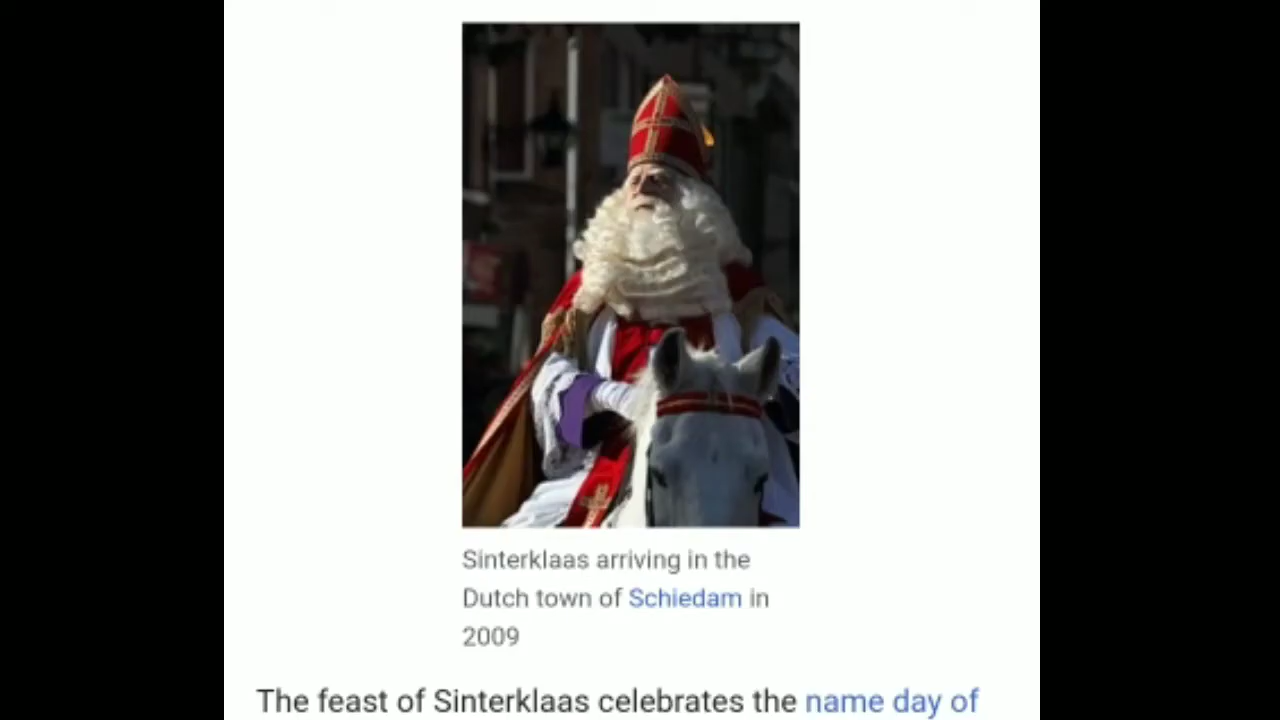 Sinterklaas arriving in the
Dutch town of Schiedam in
2009
The feast of Sinterklaas celebrates the name day of